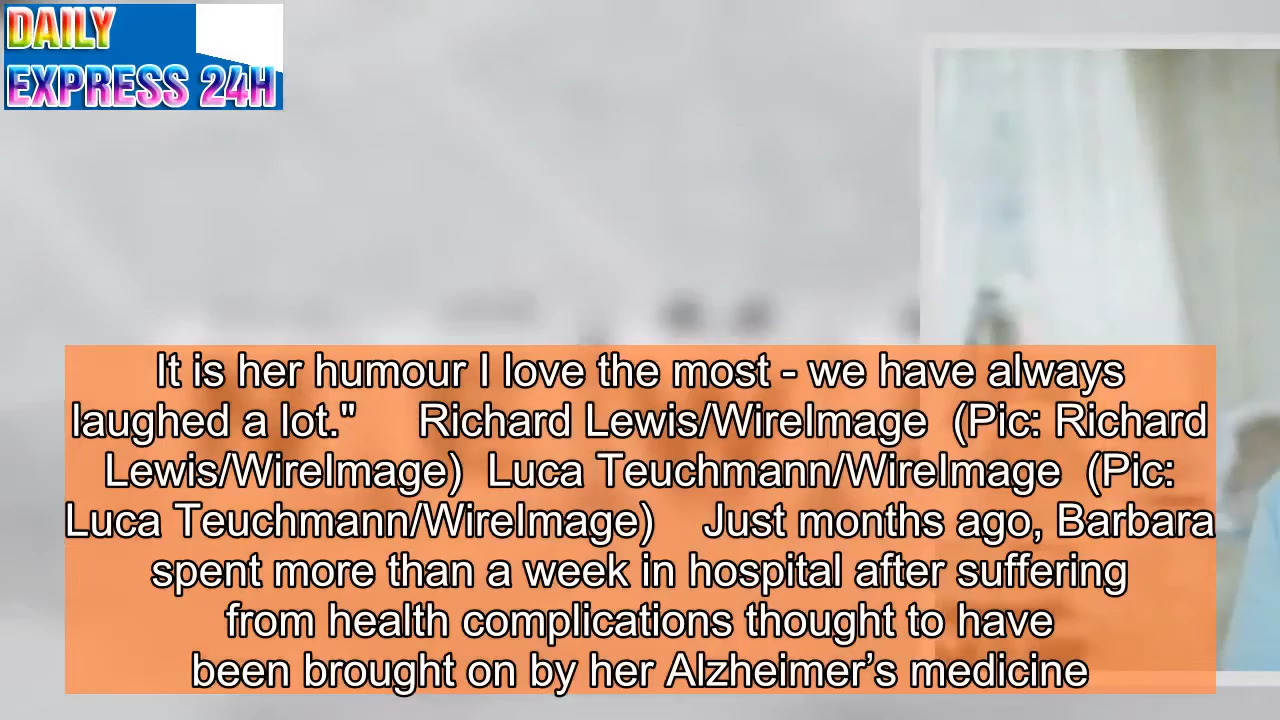 DAILY
EXPRESS 24H
It is her humour I love the most - we have always
laughed a lot." Richard Lewis/WireImage (Pic: Richard
Lewis/WireImage) Luca Teuchmann/WireImage (Pic:
Luca Teuchmann/WireImage) Just months ago, Barbara
spent more than a week in hospital after suffering
from health complications thought to have
been brought on by her Alzheimer’s medicine